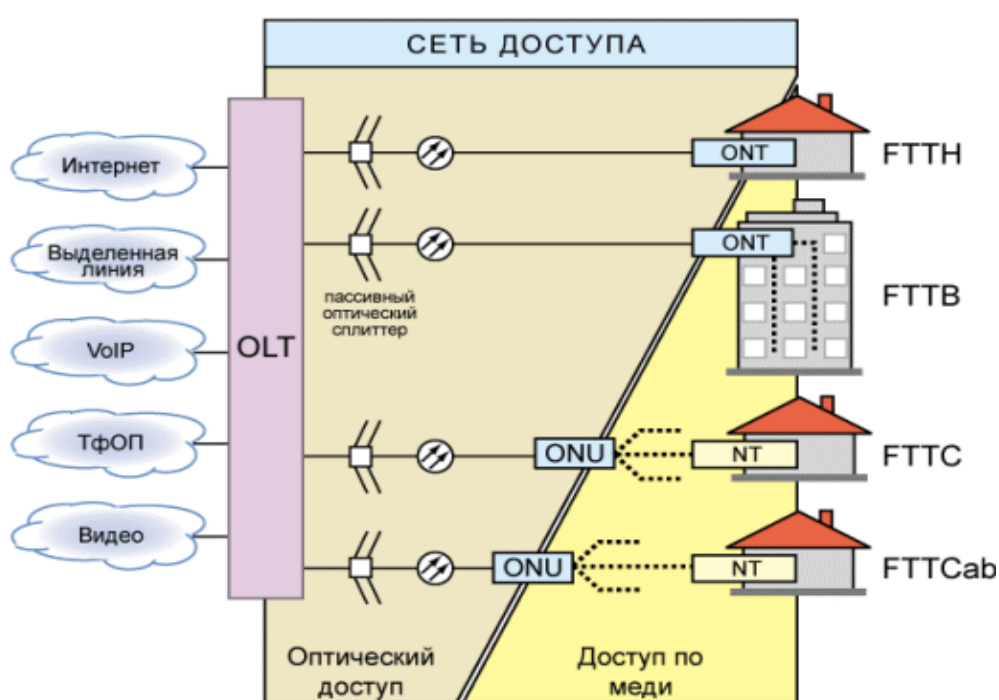 СЕТЬ ДОСТУПА
Интернет
Выделенная
линия
VoIP
ТфОП
Видео
OLT
пассивный
оптический
сплиттер
ONT
FTTH
ONT
FTTB
ONU
NT
FTTC
ONU
NT
FTTCab
Оптический
доступ
Доступ по
меди